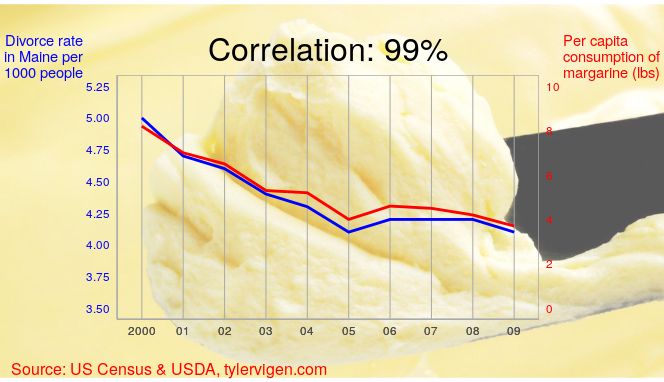 Divorce rate
in Maine per
1000 people
Correlation: 99%
Per capita
consumption of
margarine (lbs)
5.25
5.00
4.75
4.50
4.25
4.00
3.75
3.50
10
8
6
4
2
0
2000 01 02 03 04 05 06 07 08 09
Source: US Census & USDA, tylervigen.com